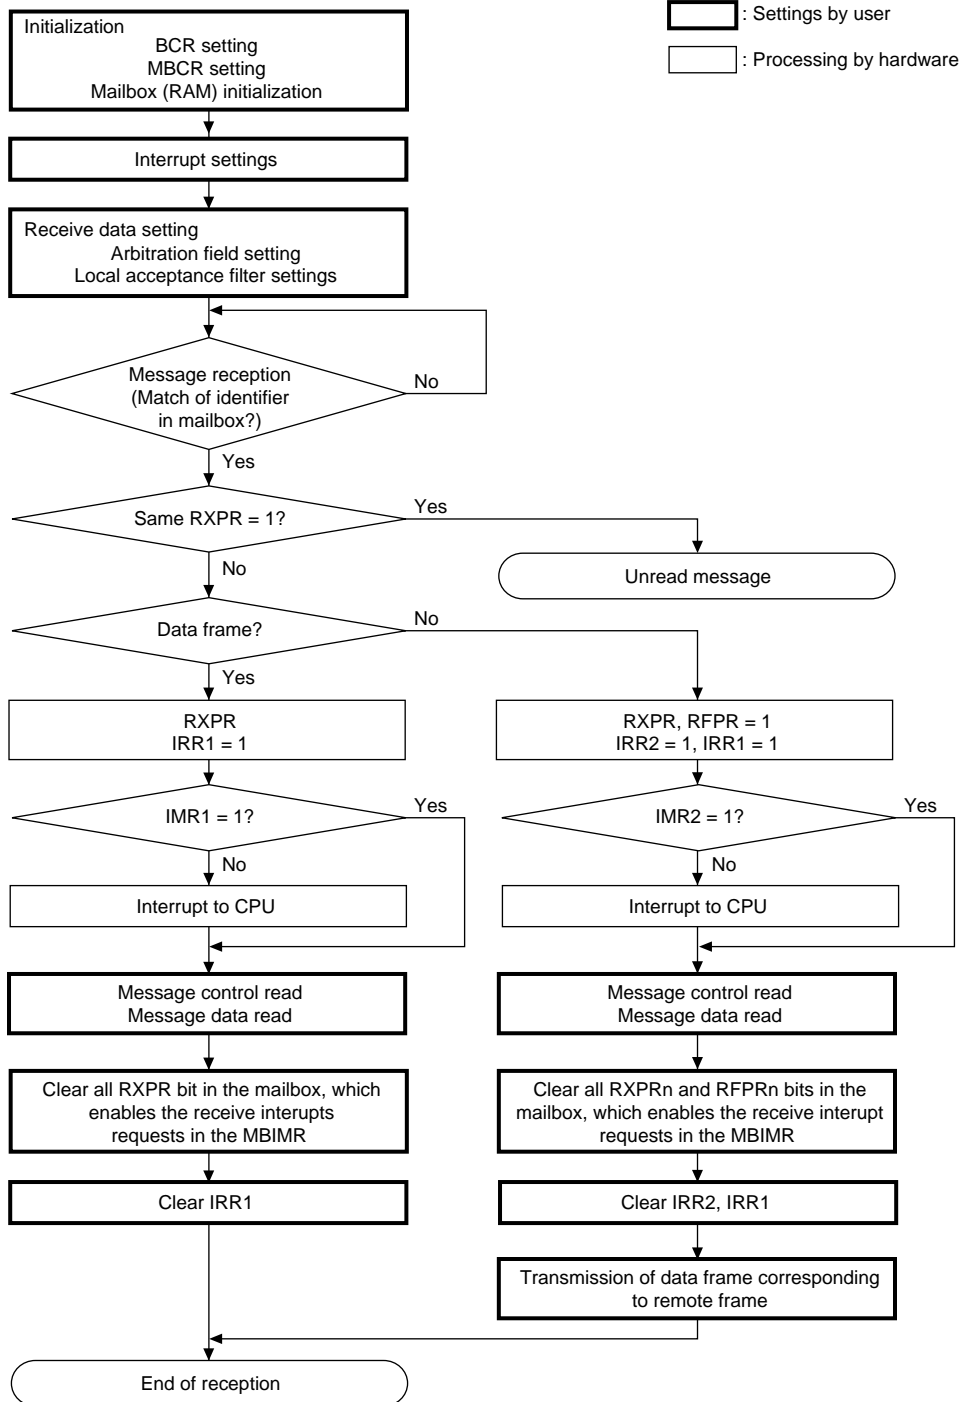 Initialization
BCR setting
MBCR setting
Mailbox (RAM) initialization
: Settings by user
: Processing by hardware
Interrupt settings
Receive data setting
Arbitration field setting
Local acceptance filter settings
Message reception
(Match of identifier
in mailbox?)
No
Yes
Same RXPR = 1?
Yes
No
Unread message
Data frame?
No
Yes
RXPR
IRR1 = 1
RXPR, RFPR = 1
IRR2 = 1, IRR1 = 1
IMR1 = 1?
Yes
No
IMR2 = 1?
Yes
No
Interrupt to CPU
Interrupt to CPU
Message control read
Message data read
Message control read
Message data read
Clear all RXPR bit in the mailbox, which
enables the receive interupts
requests in the MBIMR
Clear all RXPRn and RFPRn bits in the
mailbox, which enables the receive interrupt
requests in the MBIMR
Clear IRR1
Clear IRR2, IRR1
Transmission of data frame corresponding
to remote frame
End of reception